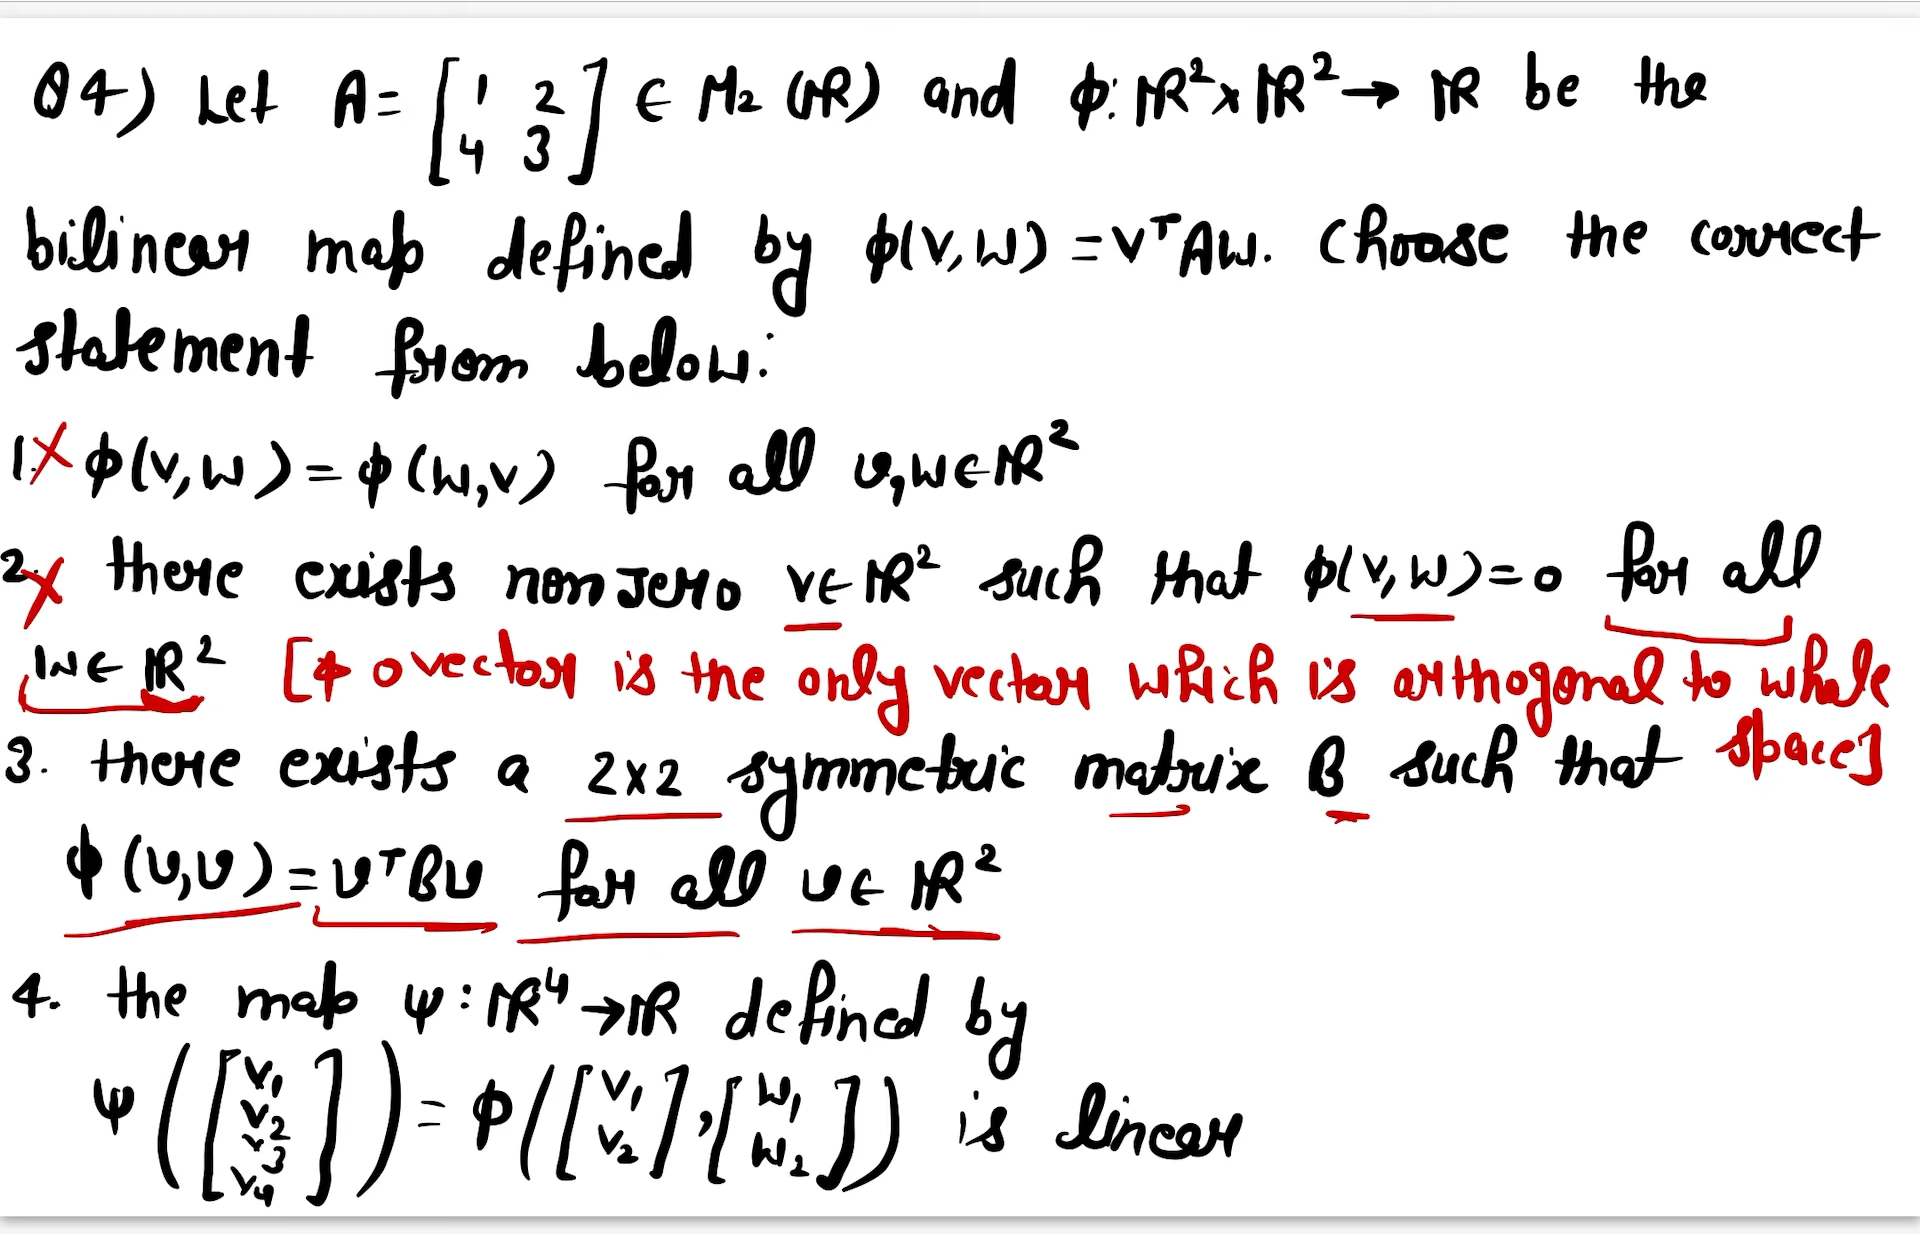 Q4) Let A = [1 2 4 3] ∈ M₂ (ℝ) and ϕ: ℝ² x ℝ² → ℝ be the
bilinear map defined by ϕ(v,w) = vᵀAw. Choose the correct
statement from below:
1. ϕ(v,w) = ϕ(w,v) for all v,w ∈ ℝ²
2. there exists non zero v ∈ ℝ² such that ϕ(v,w)=0 for all
w ∈ ℝ² [ 0 vector is the only vector which is orthogonal to whole
space]
3. there exists a 2x2 symmetric matrix B such that
ϕ(v,v) = vᵀBv for all v ∈ ℝ²
4. the map ψ: ℝ⁴ → ℝ defined by
ψ([v₁ v₂ v₃ v₄]) = ϕ([v₁ v₂],[w₁ w₂]) is linear